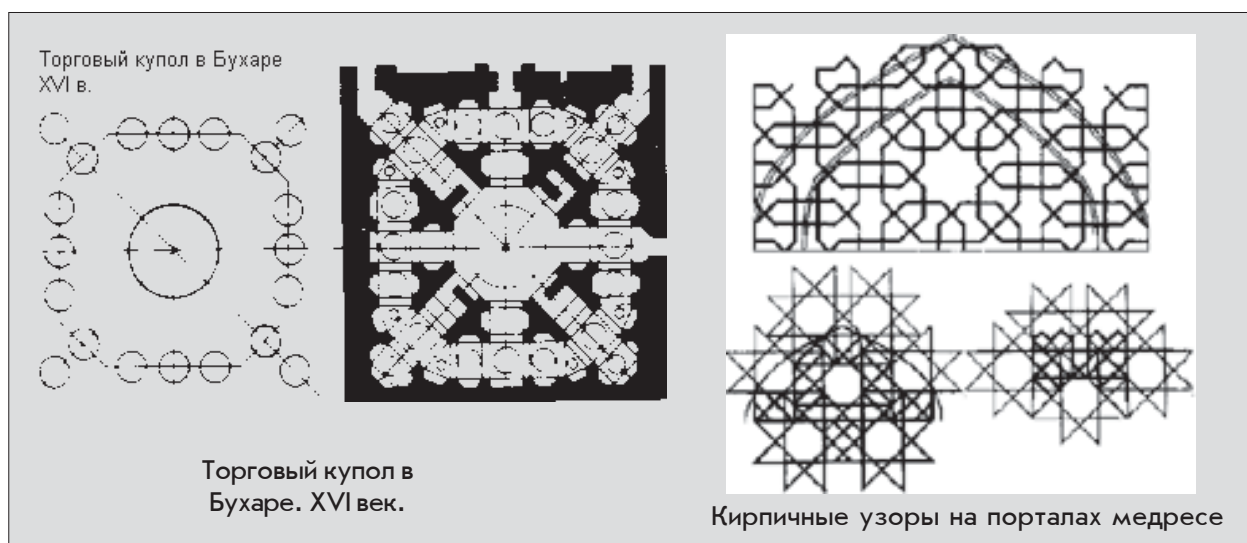 Торговый купол в Бухаре
XVI в.
Торговый купол в
Бухаре. XVI век.
Кирпичные узоры на порталах медресе